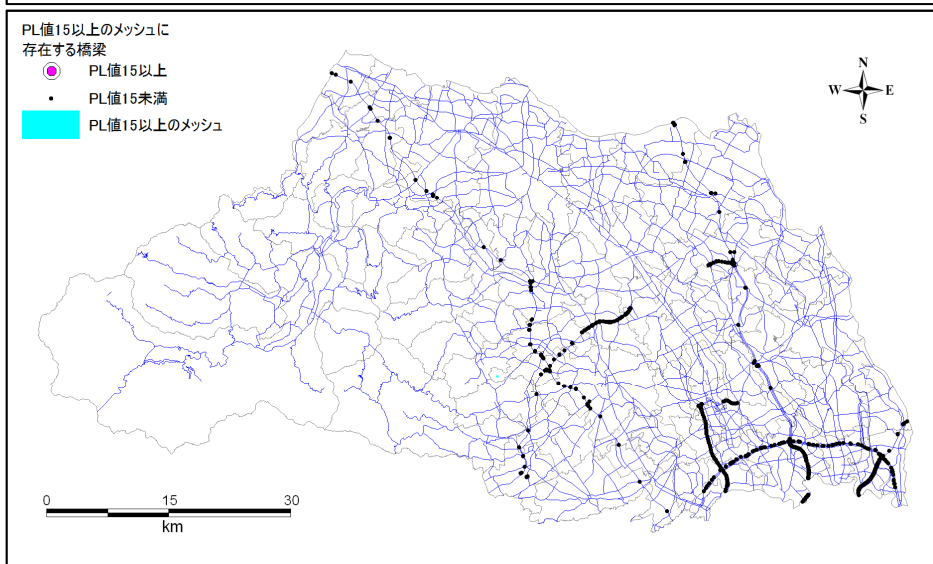 PL値15以上のメッシュに
存在する橋梁
PL値15以上
PL値15未満
PL値15以上のメッシュ
N
W E
S
0 15 30
km